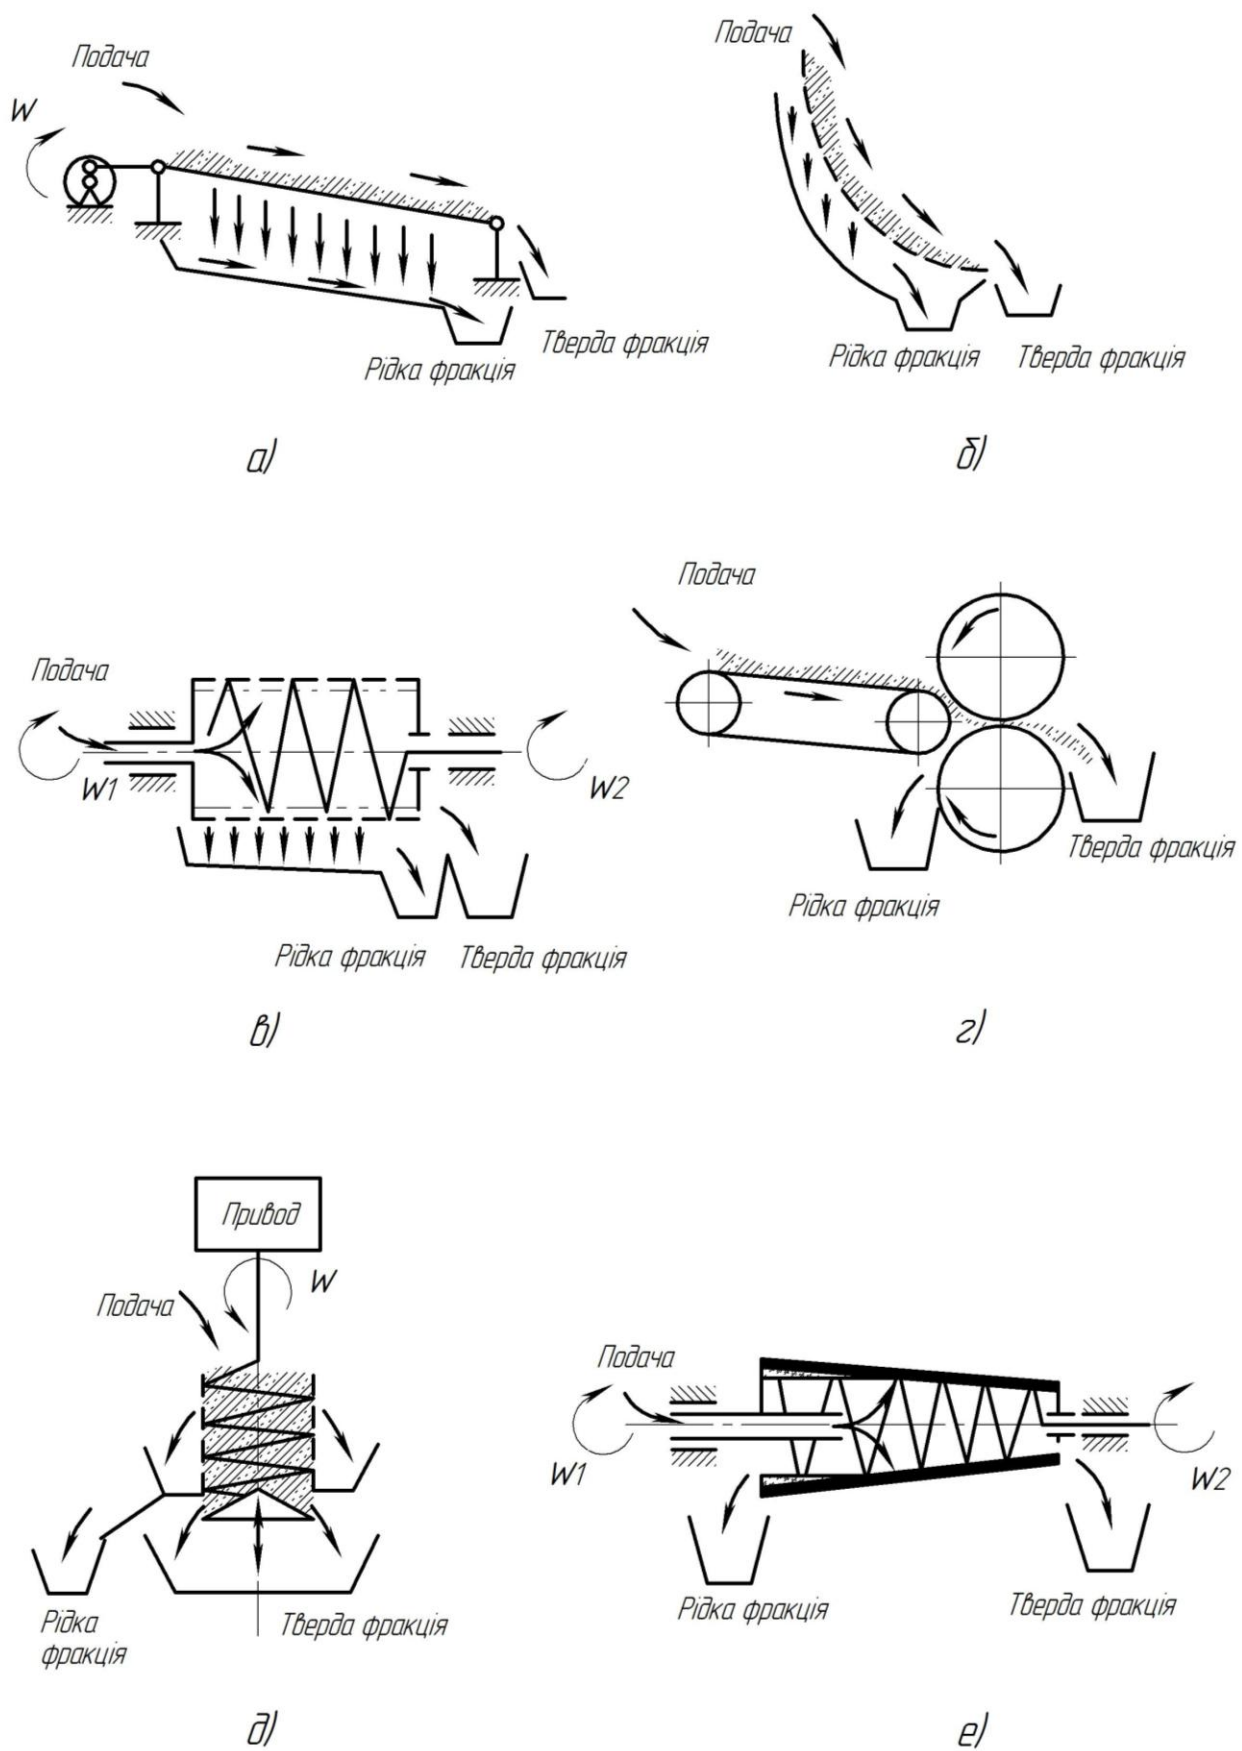 Подача
W
Рідка фракція
Тверда фракція
а)
Подача
Рідка фракція
Тверда фракція
б)
Подача
W1
W2
Рідка фракція
Тверда фракція
в)
Подача
Рідка фракція
Тверда фракція
г)
Привод
W
Подача
Рідка
фракція
Тверда фракція
д)
Подача
W1
W2
Рідка фракція
Тверда фракція
е)